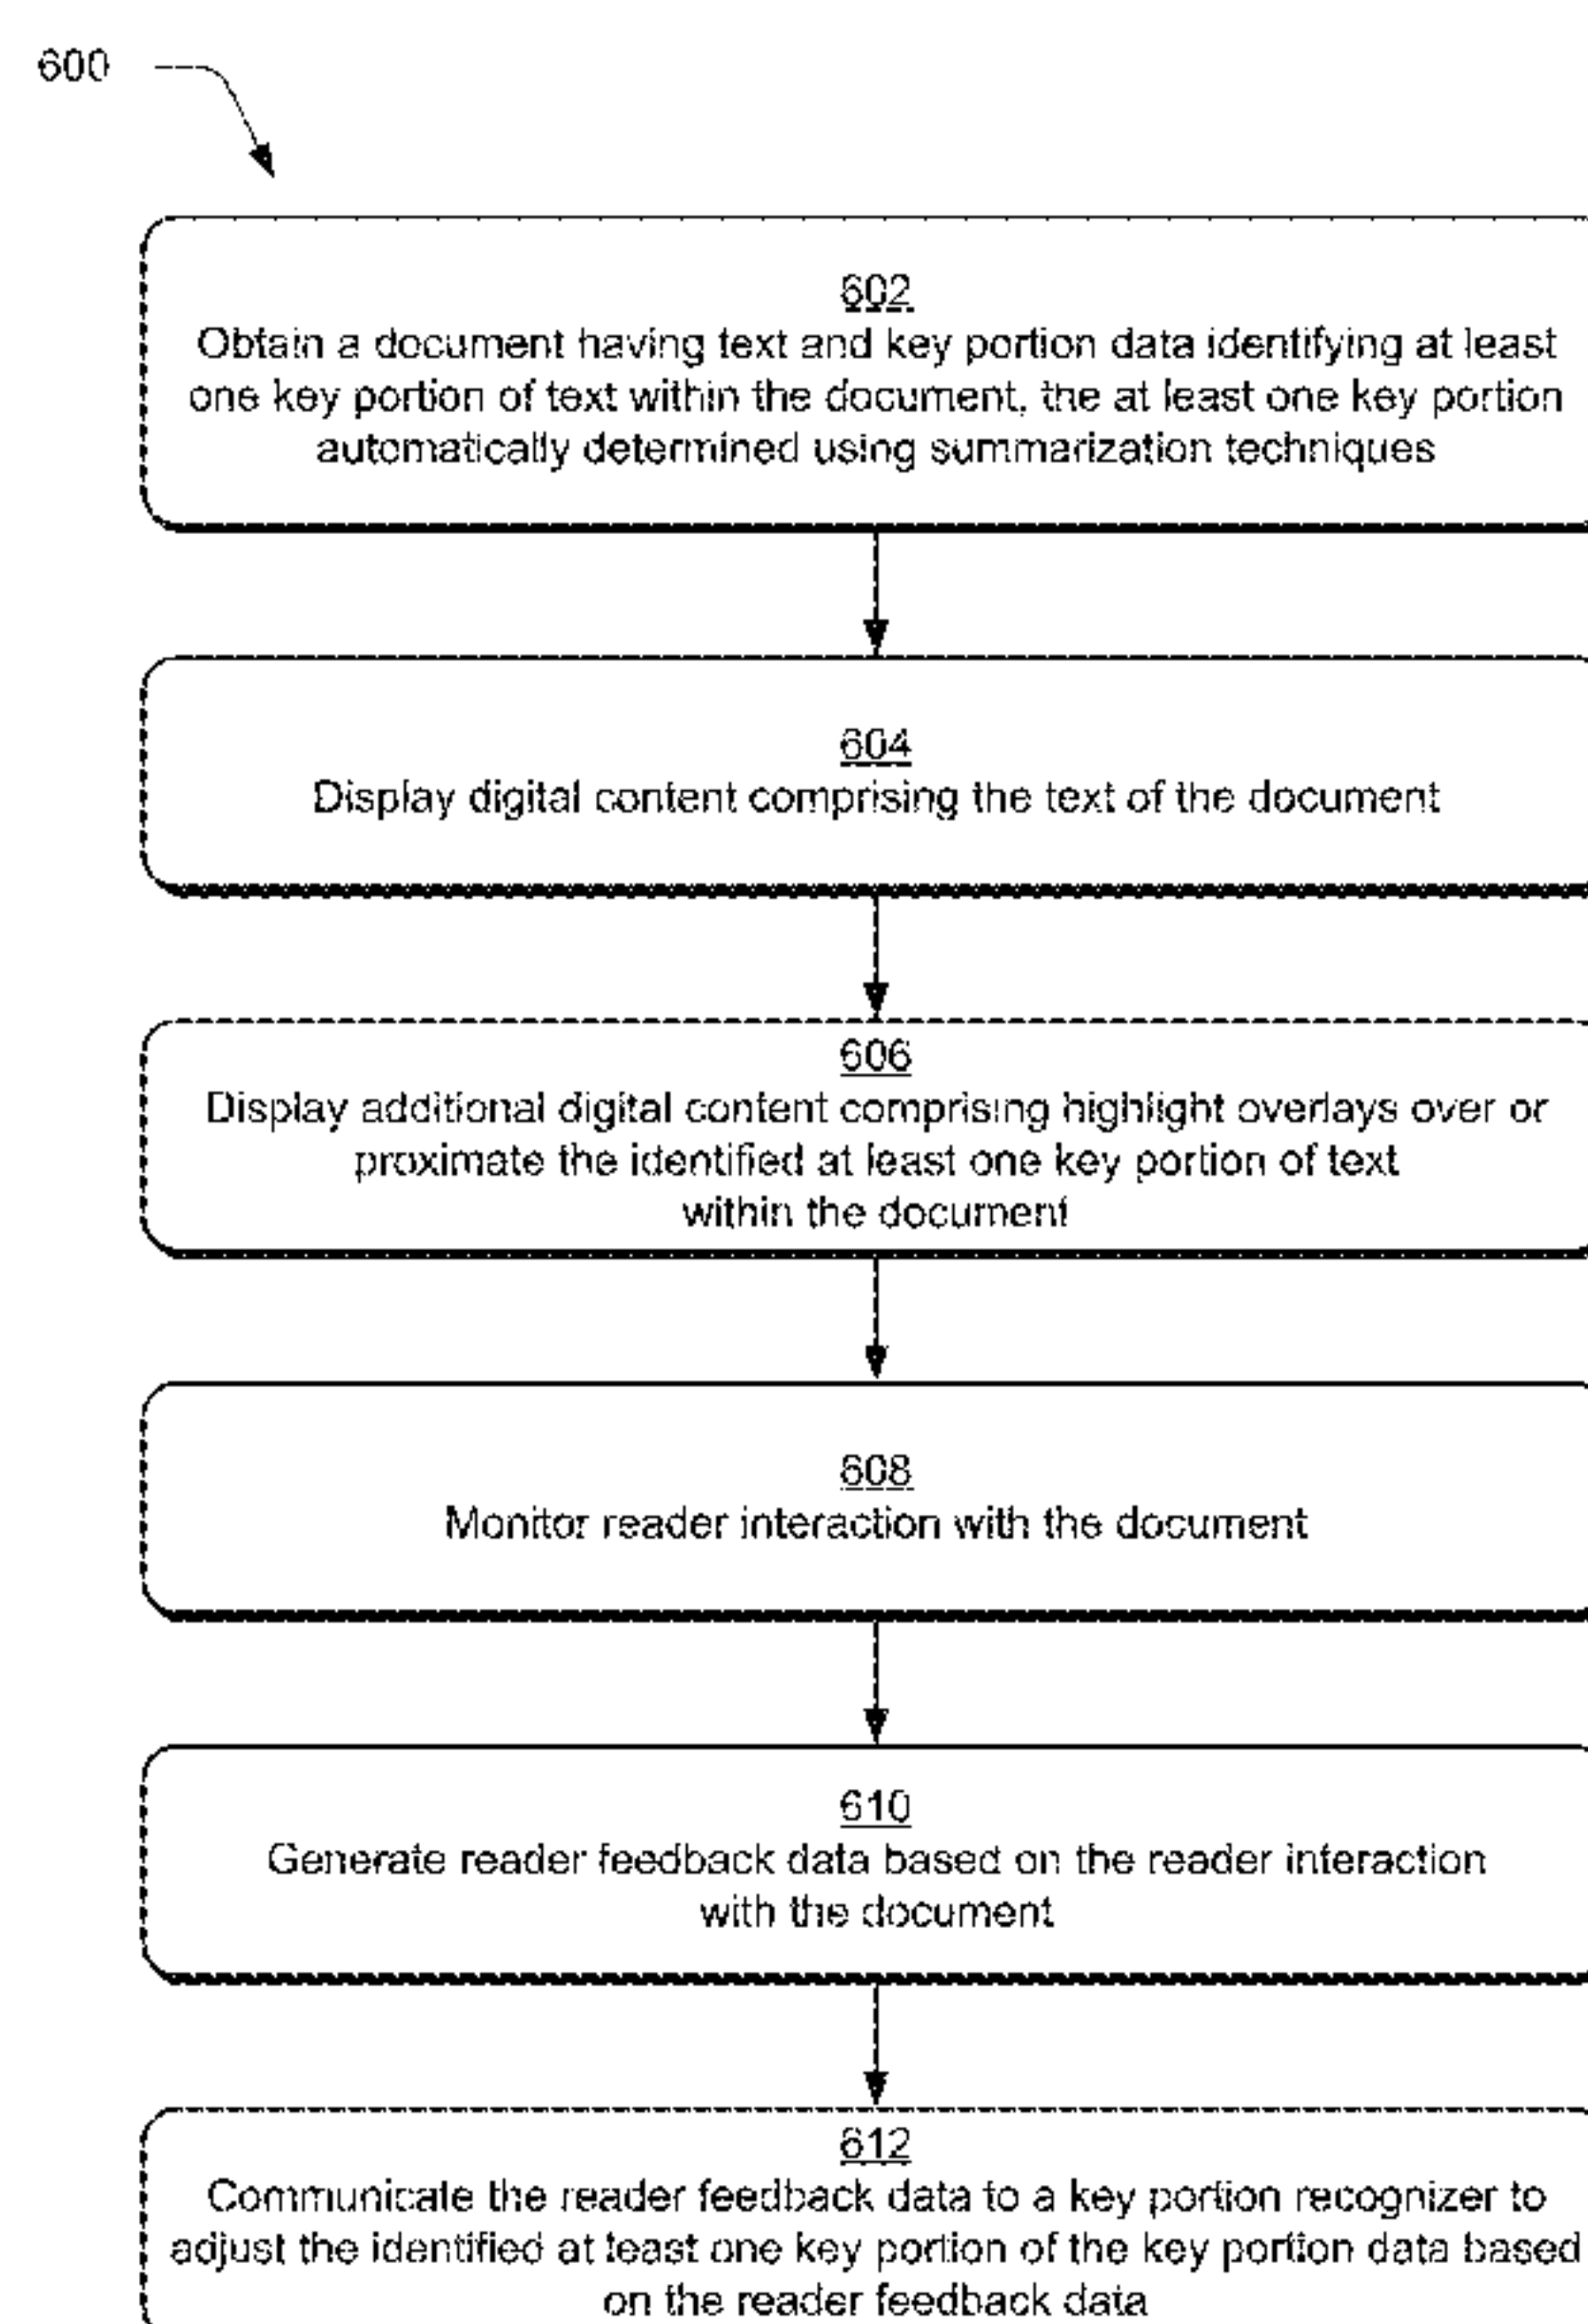 600
602
Obtain a document having text and key portion data identifying at least
one key portion of text within the document, the at least one key portion
automatically determined using summarization techniques
604
Display digital content comprising the text of the document
606
Display additional digital content comprising highlight overlays over or
proximate the identified at least one key portion of text
within the document
608
Monitor reader interaction with the document
610
Generate reader feedback data based on the reader interaction
with the document
612
Communicate the reader feedback data to a key portion recognizer to
adjust the identified at least one key portion of the key portion data based
on the reader feedback data